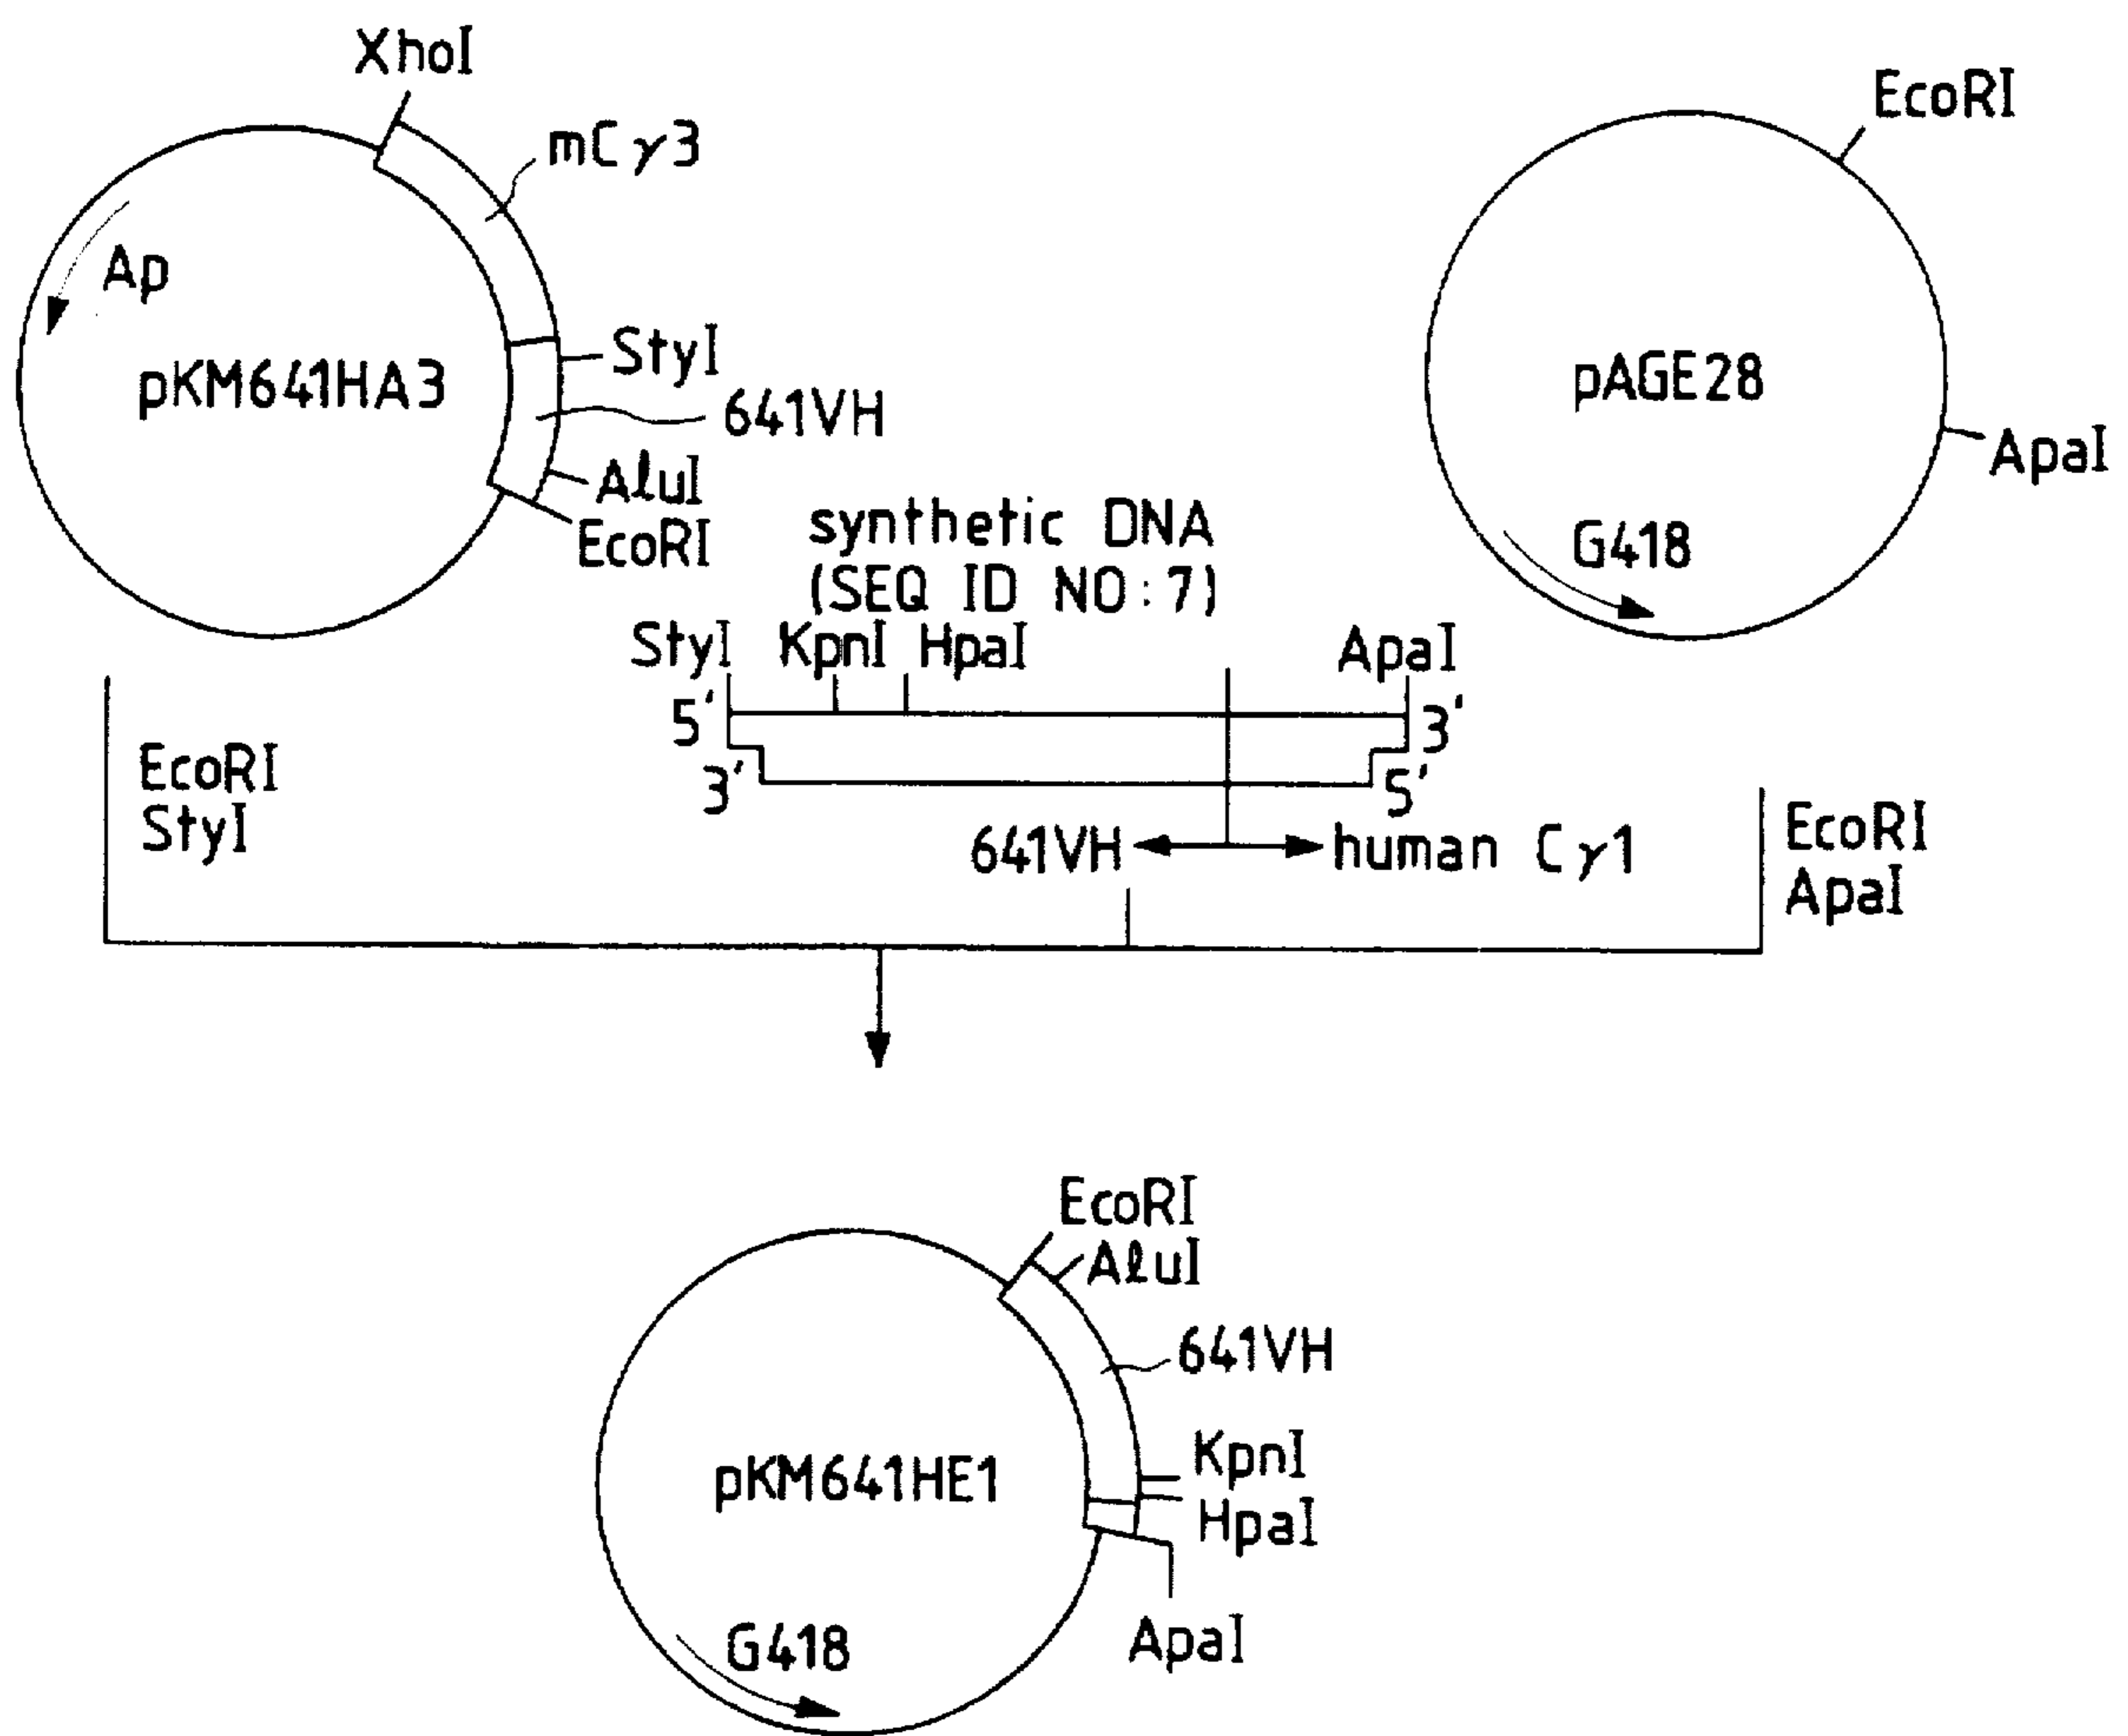 XhoI
mCγ3
Ap
pKM641HA3
StyI
641VH
AluI
EcoRI
EcoRI
pAGE28
ApaI
G418
synthetic DNA
(SEQ ID NO:7)
StyI KpnI HpaI ApaI
5' 3'
3' 5'
641VH human Cγ1
EcoRI
StyI
EcoRI
ApaI
EcoRI
AluI
641VH
KpnI
HpaI
pKM641HE1
G418
ApaI